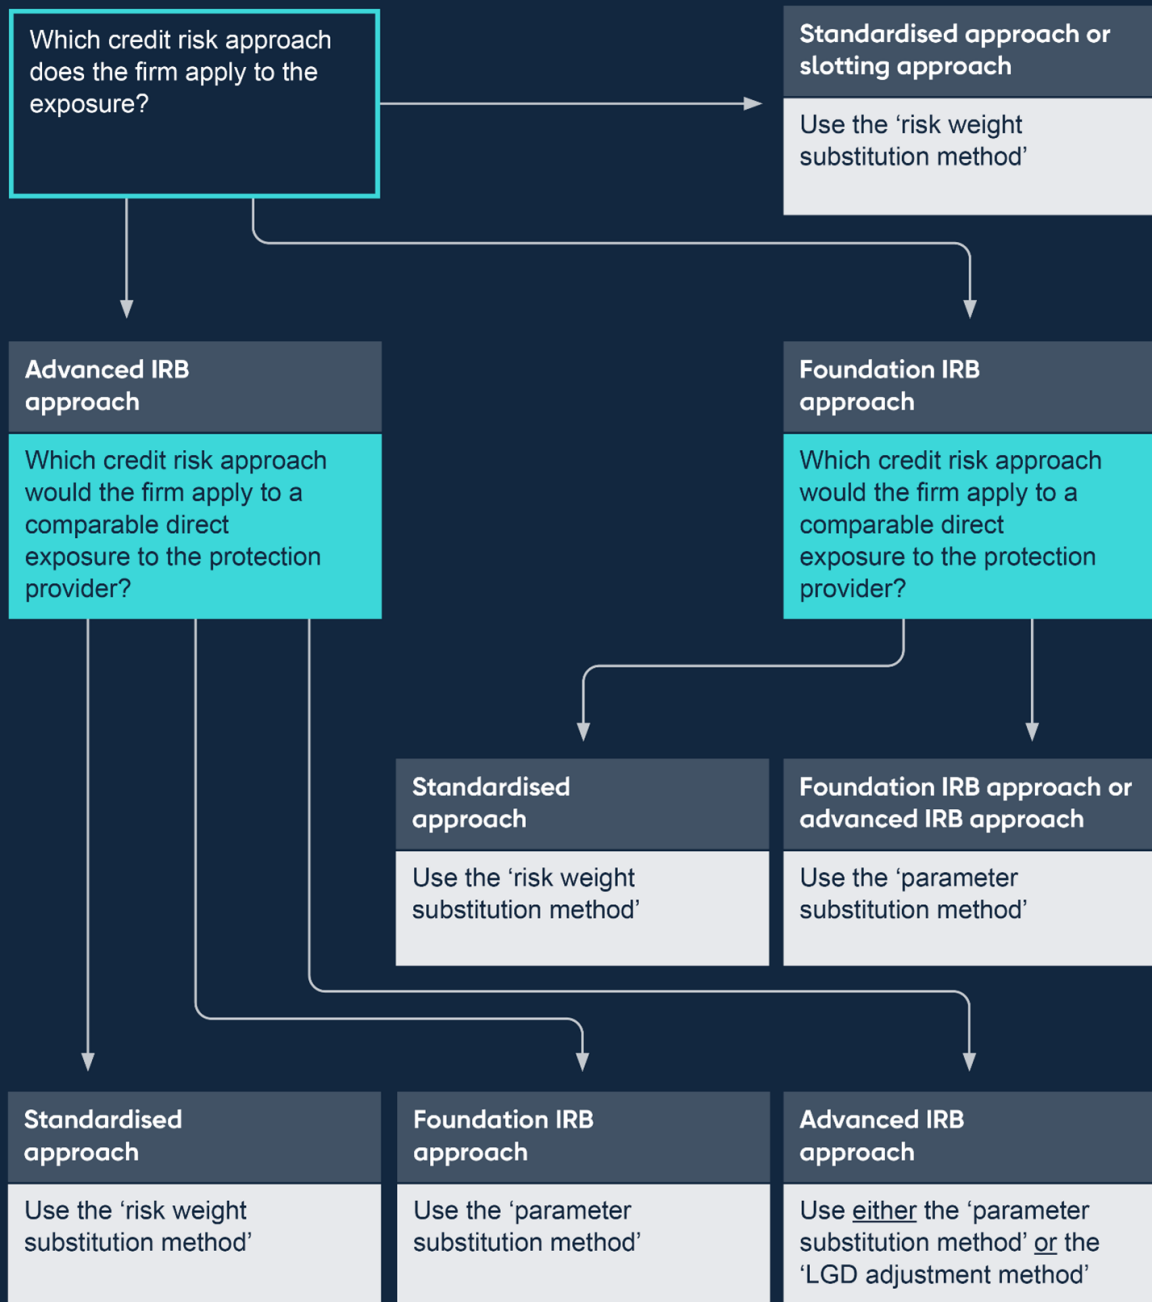 Which credit risk approach
does the firm apply to the
exposure?
Standardised approach or
slotting approach
Use the ‘risk weight
substitution method’
Advanced IRB
approach
Which credit risk approach
would the firm apply to a
comparable direct
exposure to the protection
provider?
Foundation IRB
approach
Which credit risk approach
would the firm apply to a
comparable direct
exposure to the protection
provider?
Standardised
approach
Use the ‘risk weight
substitution method’
Foundation IRB approach or
advanced IRB approach
Use the ‘parameter
substitution method’
Standardised
approach
Use the ‘risk weight
substitution method’
Foundation IRB
approach
Use the ‘parameter
substitution method’
Advanced IRB
approach
Use either the ‘parameter
substitution method’ or the
‘LGD adjustment method’